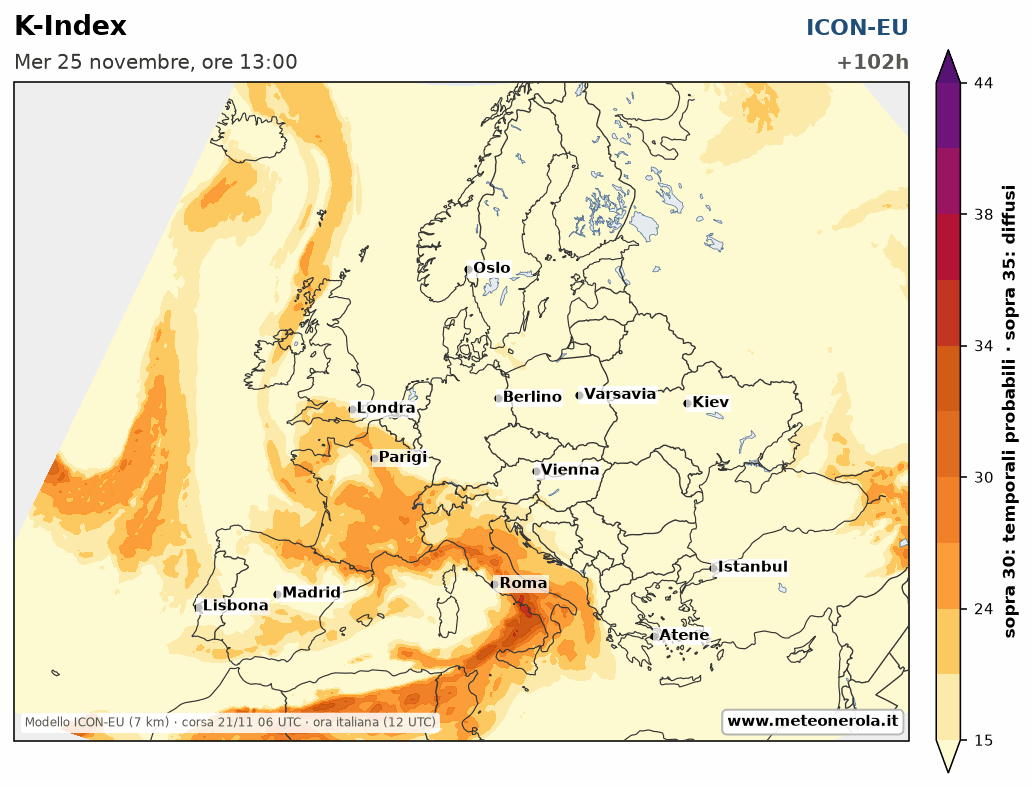 K-Index
ICON-EU
Mer 25 novembre, ore 13:00
+102h
Oslo
Berlino
Varsavia
Kiev
Londra
Parigi
Vienna
Istanbul
Roma
Madrid
Lisbona
Atene
Modello ICON-EU (7 km) · corsa 21/11 06 UTC · ora italiana (12 UTC)
www.meteonerola.it
44
38
34
30
24
15
sopra 30: temporali probabili · sopra 35: diffusi